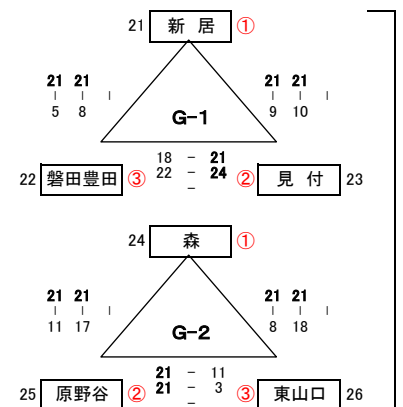 21 新 居 ①
21 21 21 21
5 8 9 10
G-1
18 - 21
22 - 24
-
22 磐田豊田 ③ ② 見 付 23
24 森 ①
21 21 21 21
11 17 8 18
G-2
21 - 11
21 - 3
-
25 原野谷 ② ③ 東山口 26